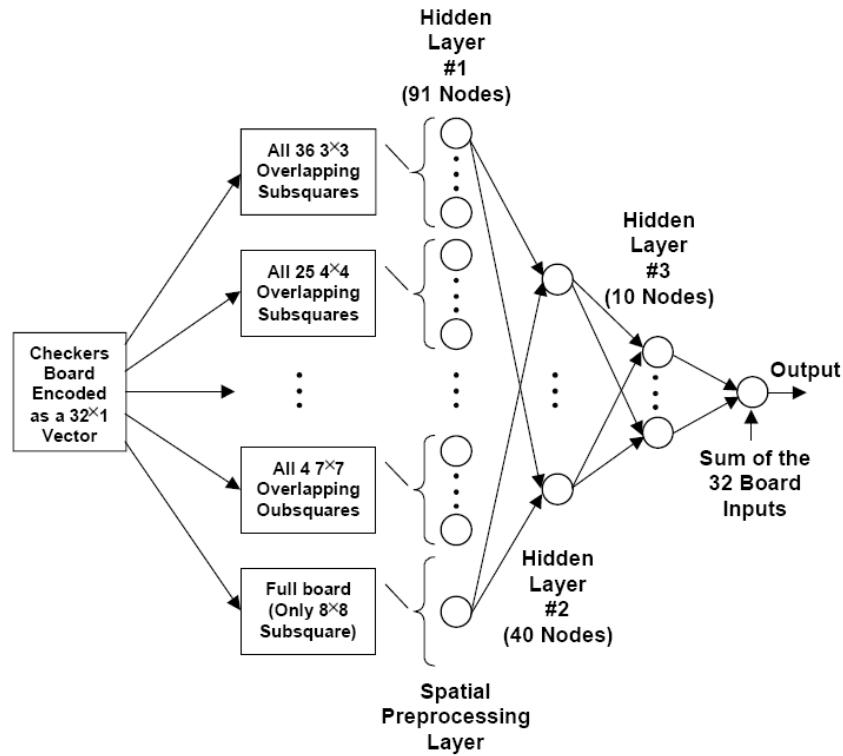 Hidden
Layer
#1
(91 Nodes)
All 36 3×3
Overlapping
Subsquares
All 25 4×4
Overlapping
Subsquares
Hidden
Layer
#3
(10 Nodes)
Checkers
Board
Encoded
as a 32×1
Vector
Output
All 4 7×7
Overlapping
Oubsquares
Sum of the
32 Board
Inputs
Full board
(Only 8×8
Subsquare)
Hidden
Layer
#2
(40 Nodes)
Spatial
Preprocessing
Layer